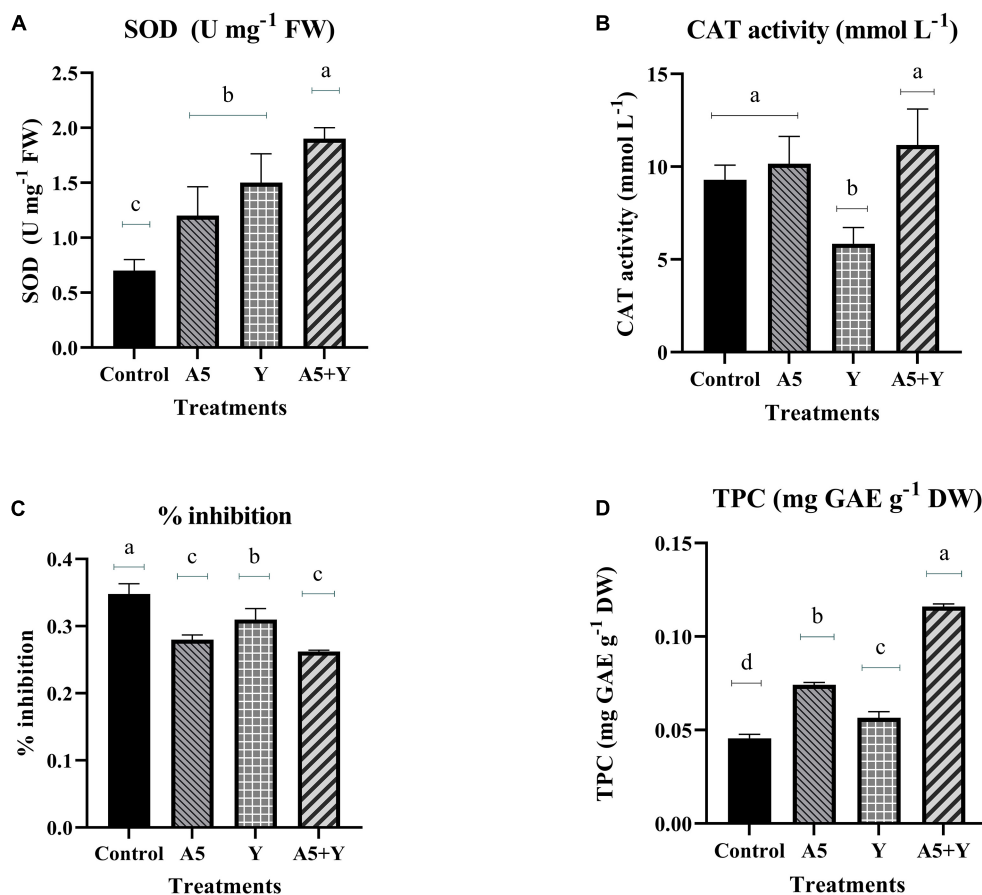 A
SOD (U mg⁻¹ FW)
SOD (U mg⁻¹ FW)
2.5
2.0
1.5
1.0
0.5
0.0
c
b
a
Control A5 Y A5+Y
Treatments
B
CAT activity (mmol L⁻¹)
CAT activity (mmol L⁻¹)
15
10
5
0
a
b
a
Control A5 Y A5+Y
Treatments
C
% inhibition
% inhibition
0.4
0.3
0.2
0.1
0.0
a
c
b
c
Control A5 Y A5+Y
Treatments
D
TPC (mg GAE g⁻¹ DW)
TPC (mg GAE g⁻¹ DW)
0.15
0.10
0.05
0.00
d
b
c
a
Control A5 Y A5+Y
Treatments